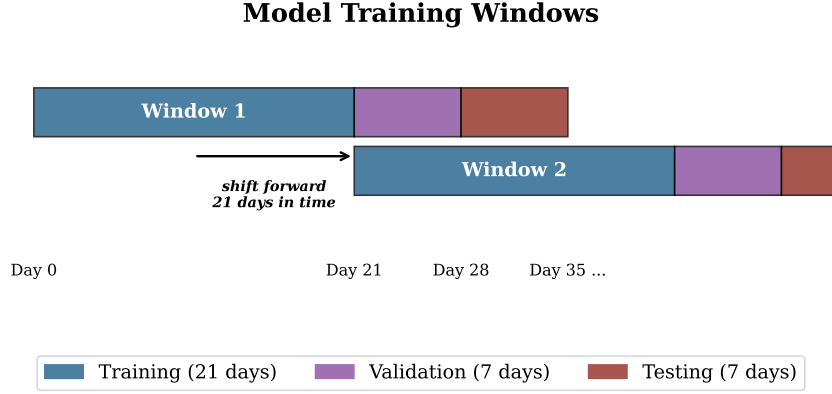 Model Training Windows
Window 1
Window 2
shift forward
21 days in time
Day 0
Day 21
Day 28
Day 35 ...
Training (21 days)
Validation (7 days)
Testing (7 days)